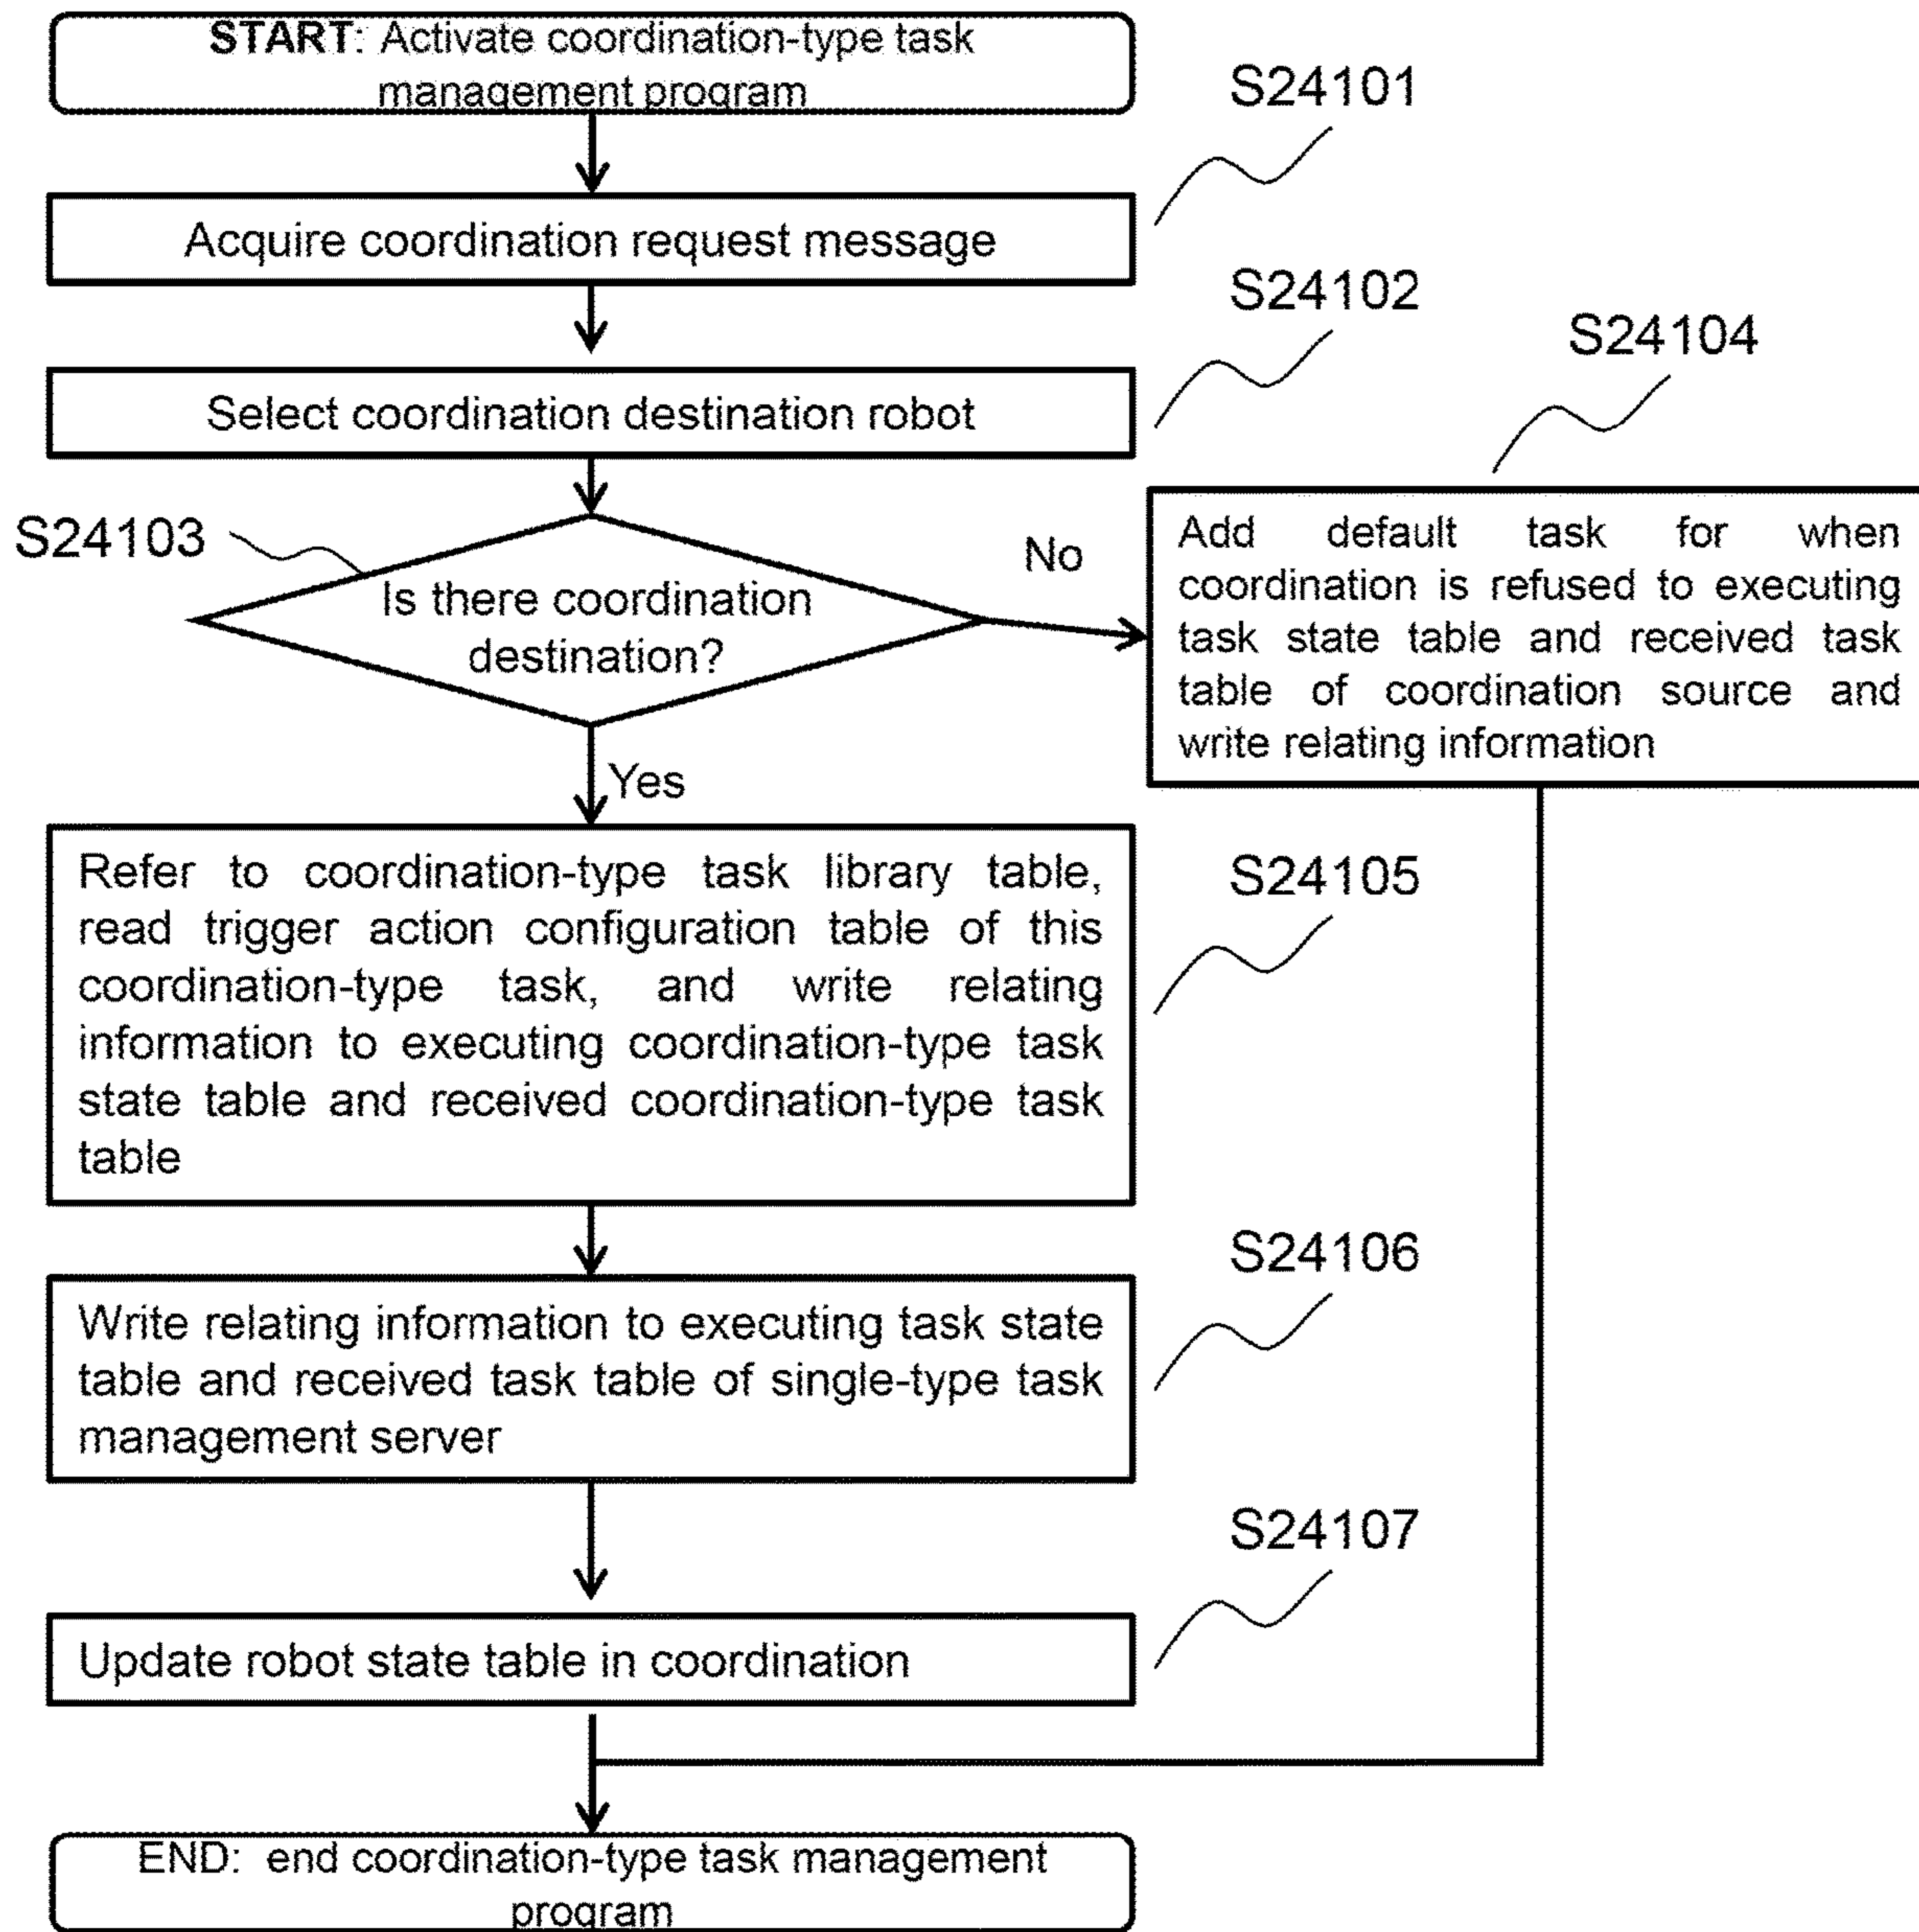 START: Activate coordination-type task
management program
S24101
Acquire coordination request message
S24102
Select coordination destination robot
S24104
S24103
Is there coordination
destination?
No
Yes
Add default task for when
coordination is refused to executing
task state table and received task
table of coordination source and
write relating information
S24105
Refer to coordination-type task library table,
read trigger action configuration table of this
coordination-type task, and write relating
information to executing coordination-type task
state table and received coordination-type task
table
S24106
Write relating information to executing task state
table and received task table of single-type task
management server
S24107
Update robot state table in coordination
END: end coordination-type task management
program